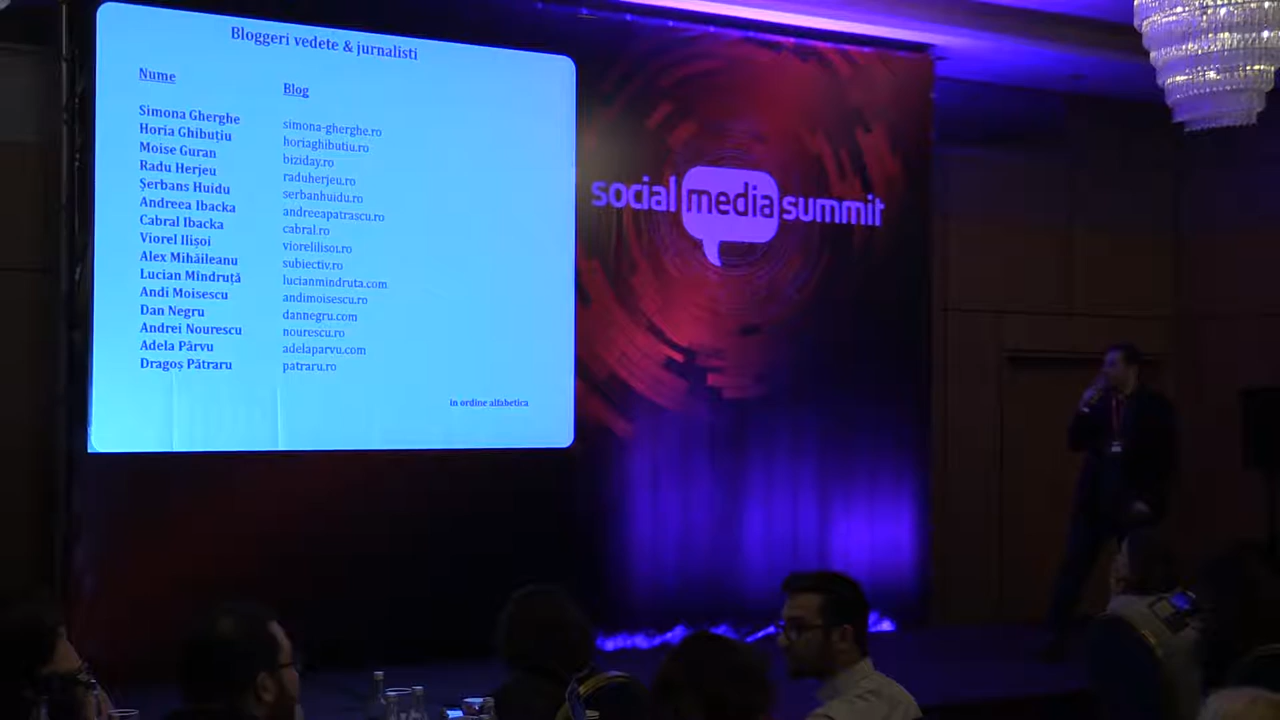 Bloggeri vedete & jurnalisti
Nume Blog
Simona Gherghe simona-gherghe.ro
Horia Ghibuțiu horiaghibutiu.ro
Moise Guran biziday.ro
Radu Herjeu raduherjeu.ro
Șerbans Huidu serbanhuidu.ro
Andreea Ibacka andreeapatrascu.ro
Cabral Ibacka cabral.ro
Viorel Ilișoi viorelilisoi.ro
Alex Mihăileanu subiectiv.ro
Lucian Mîndruță lucianmindruta.com
Andi Moisescu andimoisescu.ro
Dan Negru dannegru.com
Andrei Nourescu nourescu.ro
Adela Pârvu adelaparvu.com
Dragoș Pătraru patraru.ro
in ordine alfabetica
social media summit